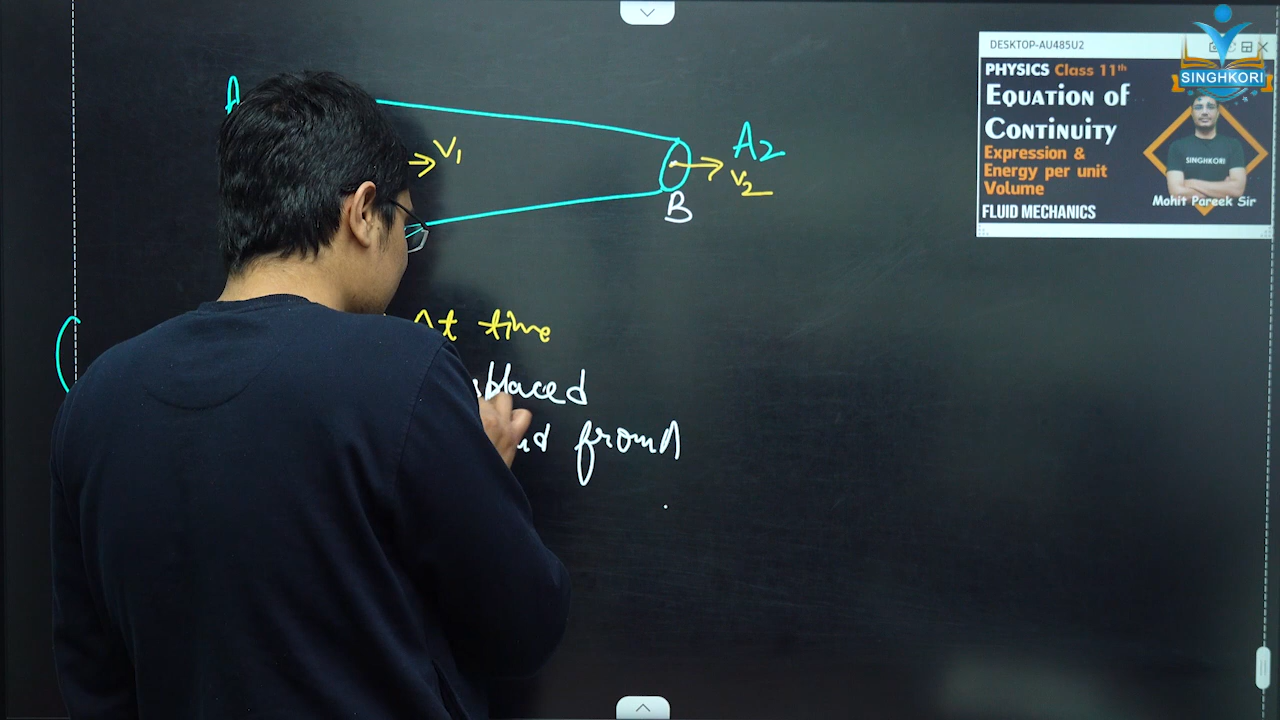 DESKTOP-AU485U2
SINGHKORI
PHYSICS Class 11th
EQUATION OF
CONTINUITY
Expression &
Energy per unit
Volume
SINGHKORI
Mohit Pareek Sir
FLUID MECHANICS
A
V1
A2
V2
B
Δt time
from A